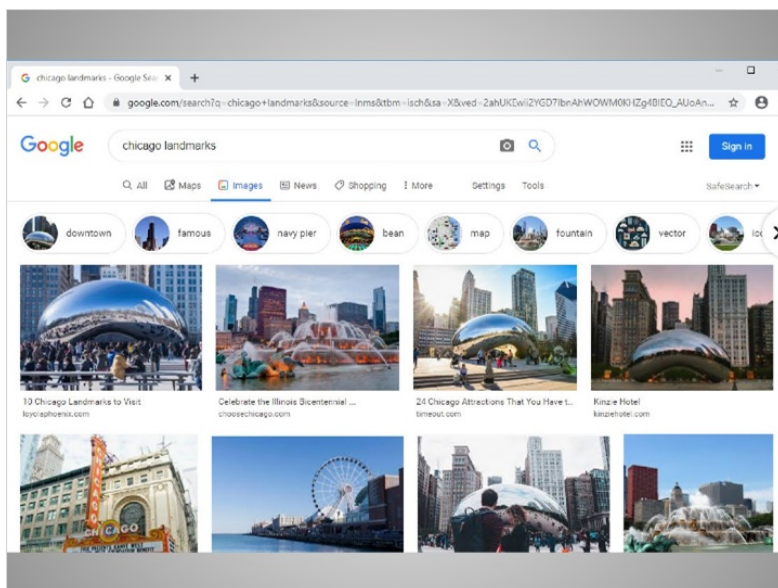 chicago landmarks - Google Sea
google.com/search?q=chicago+landmarks&source=lnms&tbm=isch&sa=X&ved=
Google
chicago landmarks
Sign in
All Maps Images News Shopping More Settings Tools SafeSearch
downtown famous navy pier bean map fountain vector
10 Chicago Landmarks to Visit
loyolaphoenix.com
Celebrate the Illinois Bicentennial ...
choosechicago.com
24 Chicago Attractions That You Have t...
timeout.com
Kinzie Hotel
kinziehotel.com
CHICAGO
CHICAGO